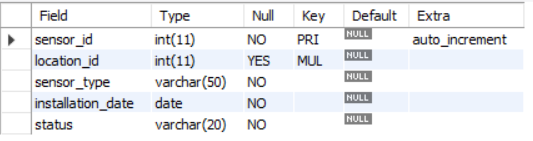 Field Type Null Key Default Extra
sensor_id int(11) NO PRI NULL auto_increment
location_id int(11) YES MUL NULL
sensor_type varchar(50) NO NULL
installation_date date NO NULL
status varchar(20) NO NULL